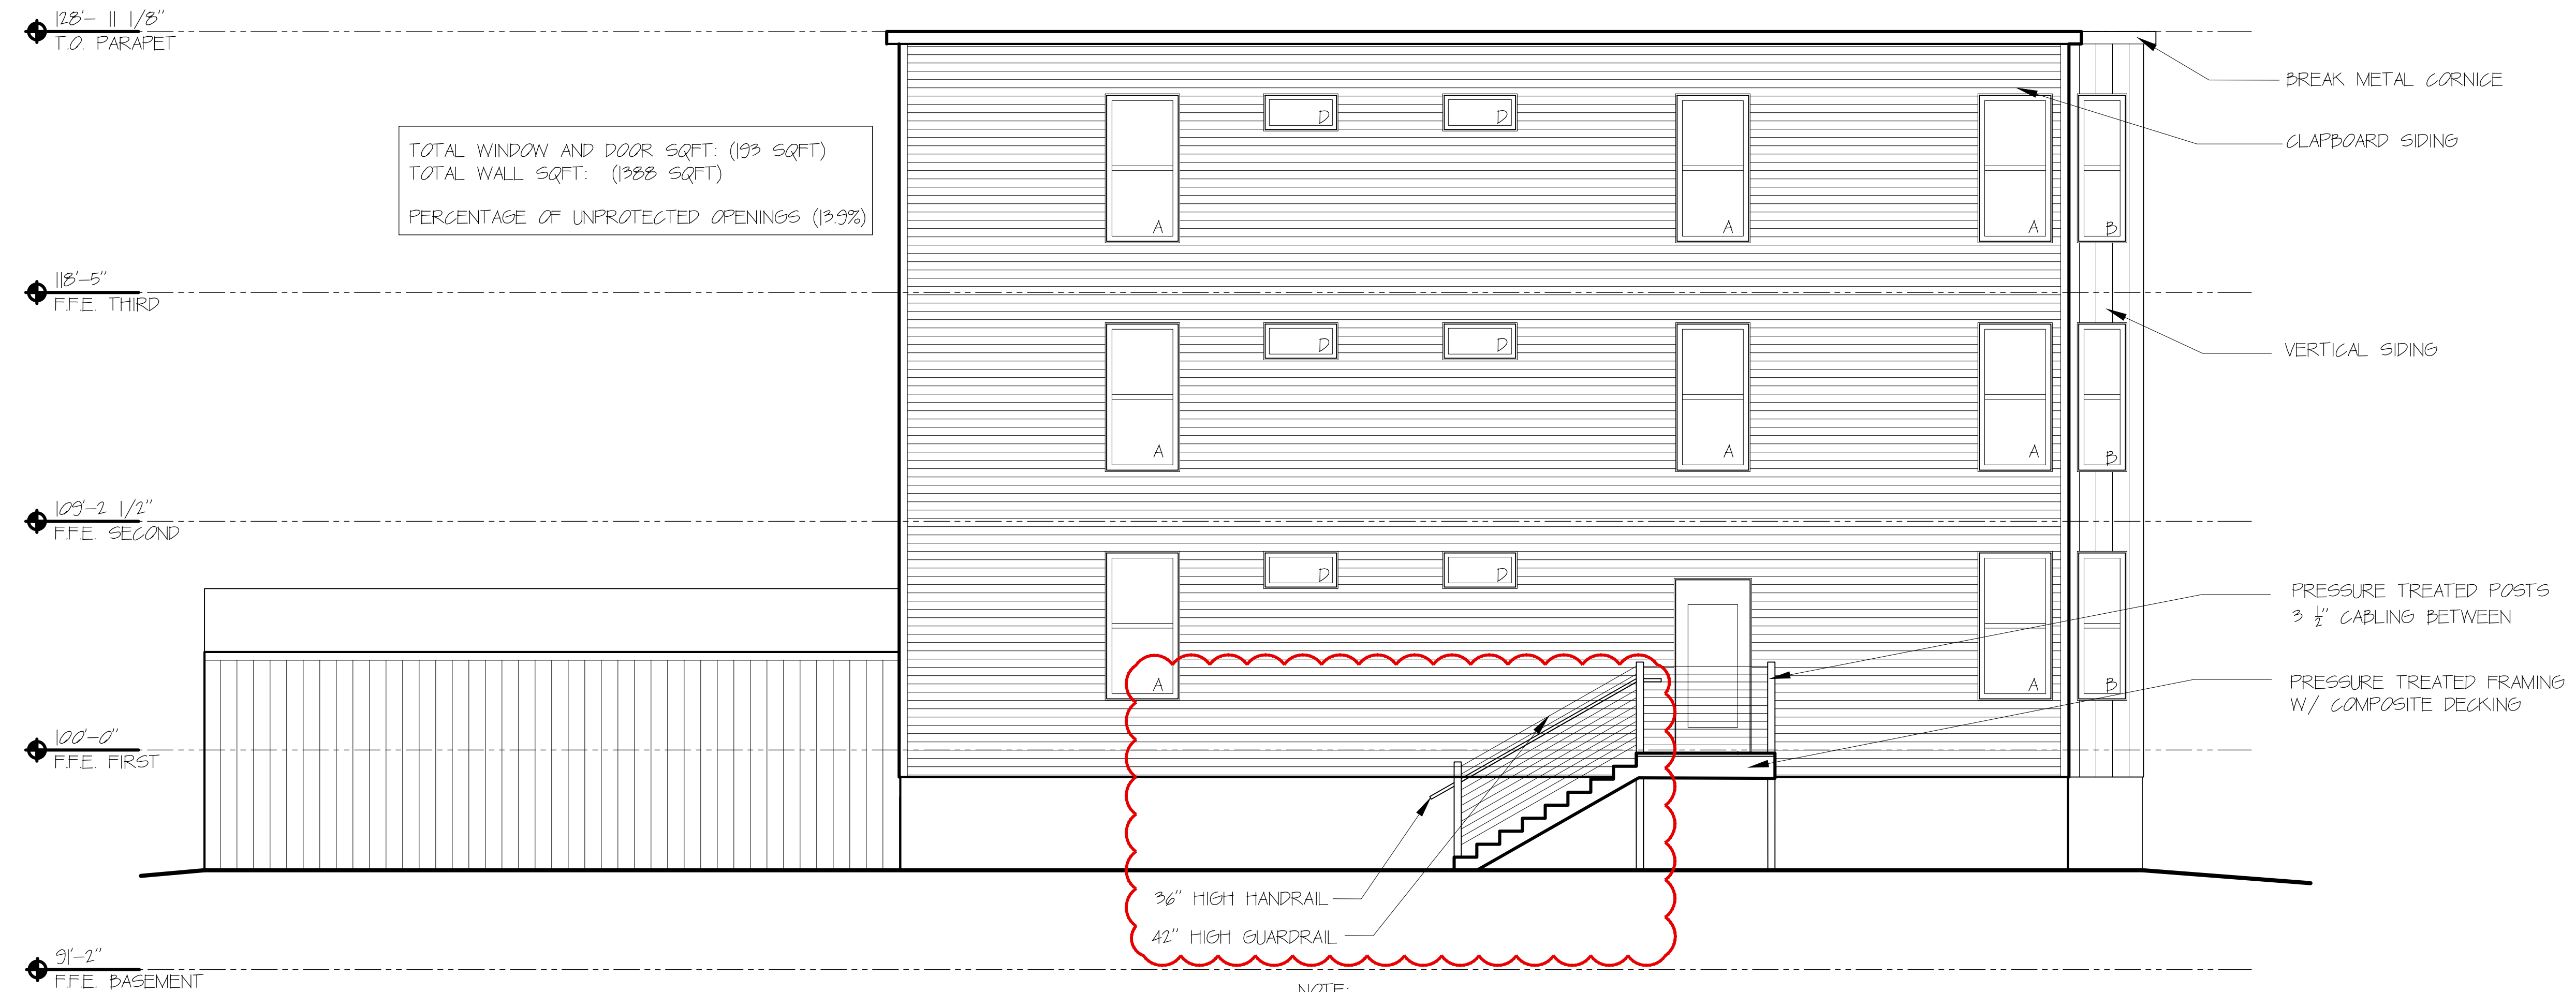 128'- 11 1/8"
T.O. PARAPET
BREAK METAL CORNICE
CLAPBOARD SIDING
TOTAL WINDOW AND DOOR SQFT: (193 SQFT)
TOTAL WALL SQFT: (1388 SQFT)
PERCENTAGE OF UNPROTECTED OPENINGS (13.9%)
D
D
A
A
A
B
118'-5"
F.F.E. THIRD
VERTICAL SIDING
D
D
A
A
A
B
109'-2 1/2"
F.F.E. SECOND
D
D
A
A
B
PRESSURE TREATED POSTS
3 1/2" CABLING BETWEEN
PRESSURE TREATED FRAMING
W/ COMPOSITE DECKING
100'-0"
F.F.E. FIRST
36" HIGH HANDRAIL
42" HIGH GUARDRAIL
91'-2"
F.F.E. BASEMENT
NOTE: